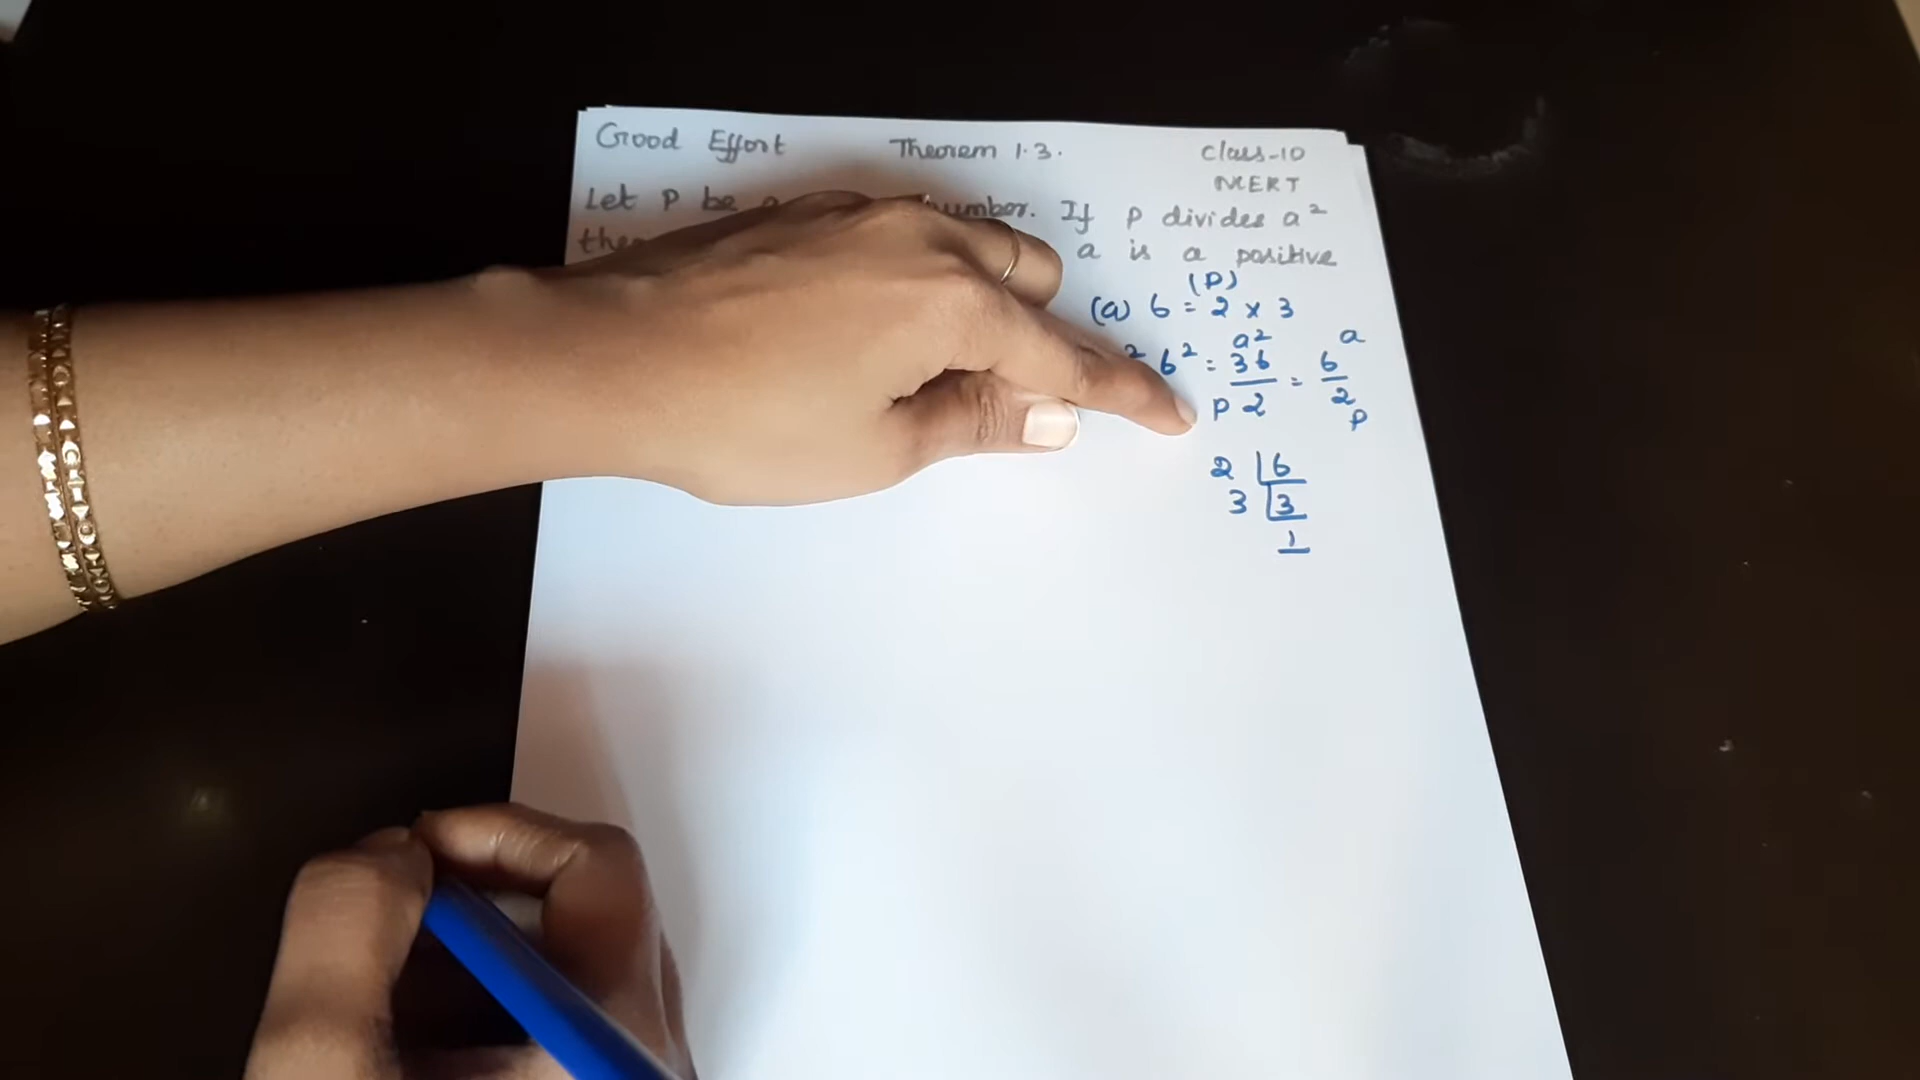 Good Effort Theorem 1.3. Class-10
NCERT
Let P be a number. If P divides a²
a is a positive
(P)
(a) 6 = 2 x 3
a² a
2 6² = 36 = 6
P 2 2
P
2 6
3 3
1